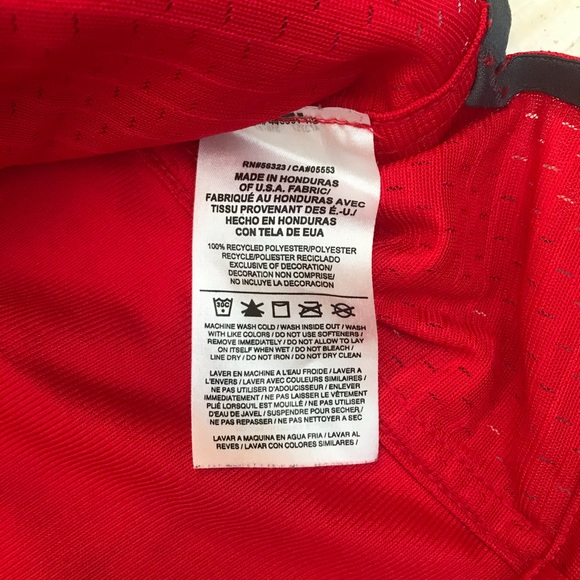 RN#56323 / CA#05553
MADE IN HONDURAS
OF U.S.A. FABRIC/
FABRIQUÉ AU HONDURAS AVEC
TISSU PROVENANT DES É.-U./
HECHO EN HONDURAS
CON TELA DE EUA
100% RECYCLED POLYESTER/POLYESTER
RECYCLE/POLIESTER RECICLADO
EXCLUSIVE OF DECORATION/
DECORATION NON COMPRISE/
NO INCLUYE LA DECORACION
30C
MACHINE WASH COLD / WASH INSIDE OUT / WASH
WITH LIKE COLORS / DO NOT USE SOFTENERS /
REMOVE IMMEDIATELY / DO NOT ALLOW TO LAY
ON ITSELF WHEN WET / DO NOT BLEACH /
LINE DRY / DO NOT IRON / DO NOT DRY CLEAN
LAVER EN MACHINE A L'EAU FROIDE / LAVER A
L'ENVERS / LAVER AVEC COULEURS SIMILAIRES /
NE PAS UTILISER D'ADOUCISSEUR / ENLEVER
IMMEDIATEMENT / NE PAS LAISSER LE VÊTEMENT
PLIÉ LORSQU'IL EST MOUILLÉ / NE PAS UTILISER
D'EAU DE JAVEL / SUSPENDRE POUR SECHER /
NE PAS REPASSER / NE PAS NETTOYER A SEC
LAVAR A MAQUINA EN AGUA FRIA / LAVAR AL
REVES / LAVAR CON COLORES SIMILARES /